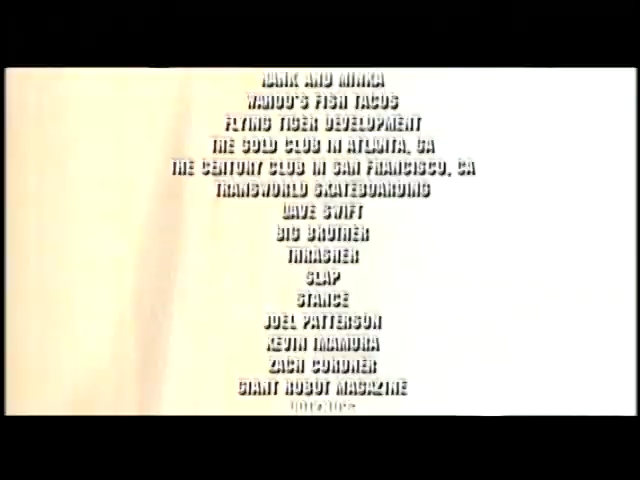 HANK AND MINKA
WAHOO'S FISH TACOS
FLYING TIGER DEVELOPMENT
THE GOLD CLUB IN ATLANTA, GA
THE CENTURY CLUB IN SAN FRANCISCO, CA
TRANSWORLD SKATEBOARDING
DAVE SWIFT
BIG BROTHER
THRASHER
SLAP
STANCE
JOEL PATTERSON
KEVIN IMAMURA
ZACH CORDNER
GIANT ROBOT MAGAZINE